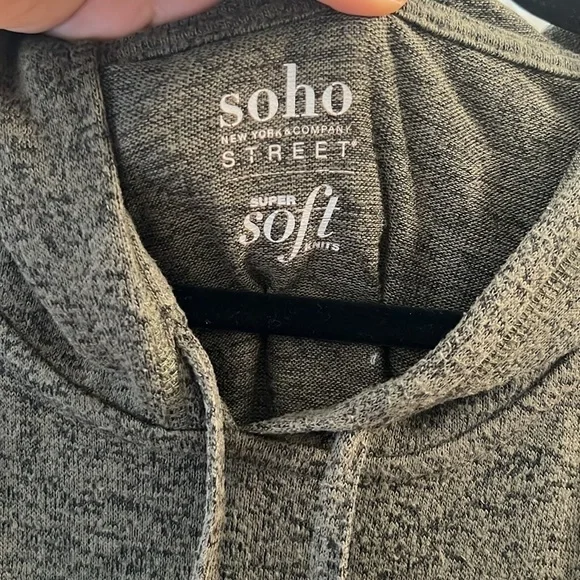 soho
NEW YORK & COMPANY
STREET®
SUPER
soft
KNITS